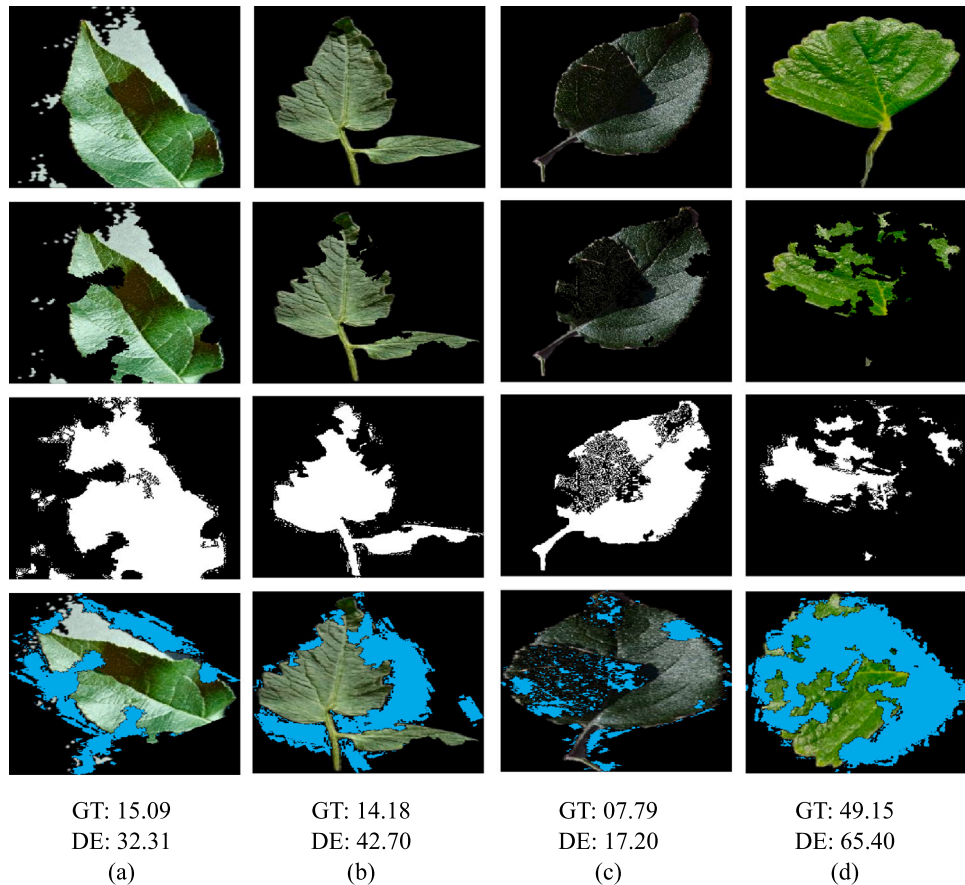 GT: 15.09 GT: 14.18 GT: 07.79 GT: 49.15
DE: 32.31 DE: 42.70 DE: 17.20 DE: 65.40
(a) (b) (c) (d)